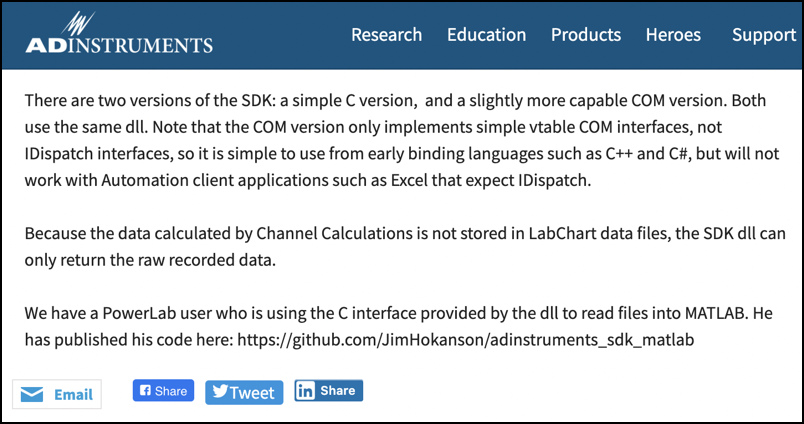 ADINSTRUMENTS
Research Education Products Heroes Support
There are two versions of the SDK: a simple C version,  and a slightly more capable COM version. Both
use the same dll. Note that the COM version only implements simple vtable COM interfaces, not
IDispatch interfaces, so it is simple to use from early binding languages such as C++ and C#, but will not
work with Automation client applications such as Excel that expect IDispatch.
Because the data calculated by Channel Calculations is not stored in LabChart data files, the SDK dll can
only return the raw recorded data.
We have a PowerLab user who is using the C interface provided by the dll to read files into MATLAB. He
has published his code here: https://github.com/JimHokanson/adinstruments_sdk_matlab
Email Share Tweet in Share